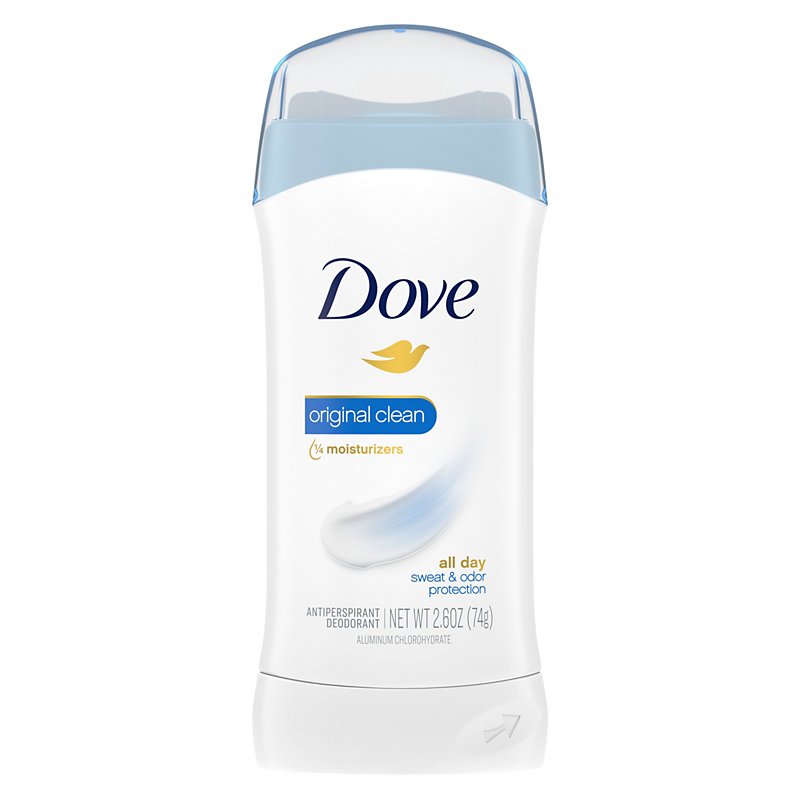 Dove
original clean
¼ moisturizers
all day
sweat & odor
protection
ANTIPERSPIRANT
DEODORANT
NET WT 2.6OZ (74g)
ALUMINUM CHLOROHYDRATE